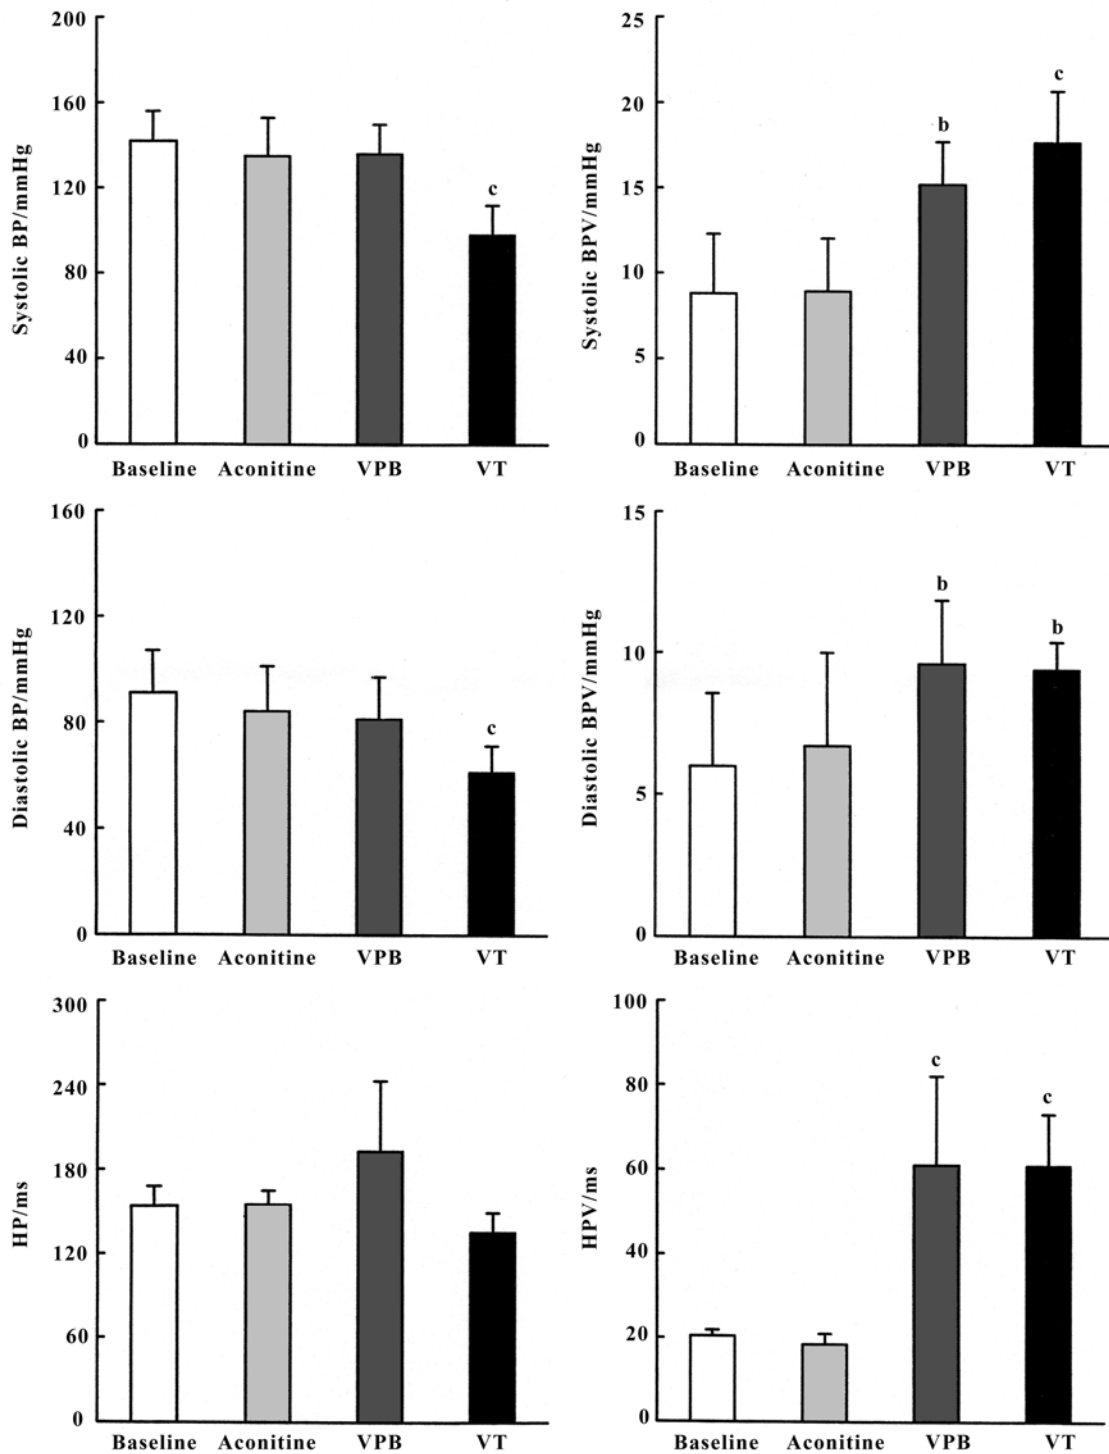 Systolic BP/mmHg
200
160
120
80
40
0
c
Baseline Aconitine VPB VT
Systolic BPV/mmHg
25
20
15
10
5
0
b
c
Baseline Aconitine VPB VT
Diastolic BP/mmHg
160
120
80
40
0
c
Baseline Aconitine VPB VT
Diastolic BPV/mmHg
15
10
5
0
b
b
Baseline Aconitine VPB VT
HP/ms
300
240
180
120
60
0
Baseline Aconitine VPB VT
HPV/ms
100
80
60
40
20
0
c
c
Baseline Aconitine VPB VT